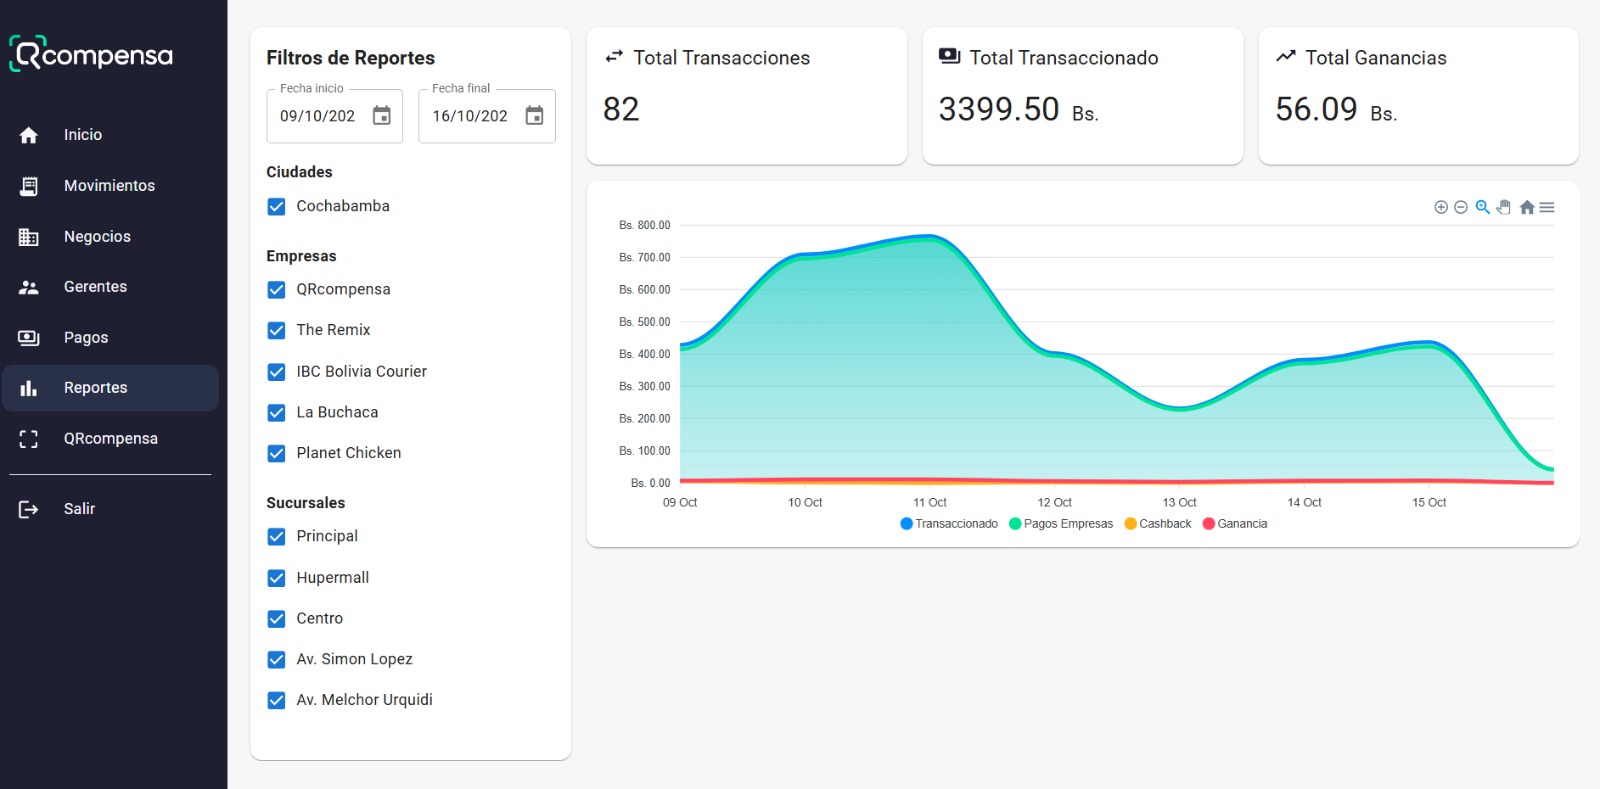 QRcompensa
Inicio
Movimientos
Negocios
Gerentes
Pagos
Reportes
QRcompensa
Salir
Filtros de Reportes
Fecha inicio
09/10/202
Fecha final
16/10/202
Ciudades
Cochabamba
Empresas
QRcompensa
The Remix
IBC Bolivia Courier
La Buchaca
Planet Chicken
Sucursales
Principal
Hupermall
Centro
Av. Simon Lopez
Av. Melchor Urquidi
Total Transacciones
82
Total Transaccionado
3399.50 Bs.
Total Ganancias
56.09 Bs.
Bs. 800.00
Bs. 700.00
Bs. 600.00
Bs. 500.00
Bs. 400.00
Bs. 300.00
Bs. 200.00
Bs. 100.00
Bs. 0.00
09 Oct 10 Oct 11 Oct 12 Oct 13 Oct 14 Oct 15 Oct
Transaccionado Pagos Empresas Cashback Ganancia